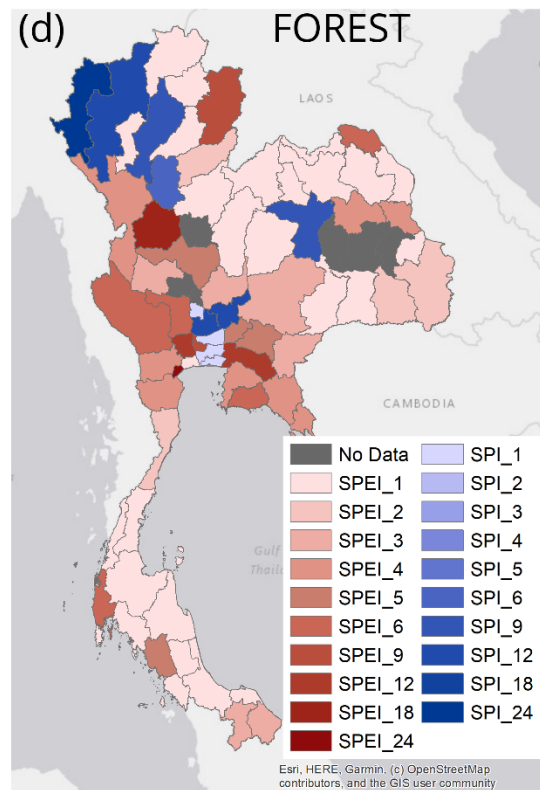 (d) FOREST
LAOS
CAMBODIA
Gulf
Thaila
No Data
SPEI_1
SPEI_2
SPEI_3
SPEI_4
SPEI_5
SPEI_6
SPEI_9
SPEI_12
SPEI_18
SPEI_24
SPI_1
SPI_2
SPI_3
SPI_4
SPI_5
SPI_6
SPI_9
SPI_12
SPI_18
SPI_24
Esri, HERE, Garmin, (c) OpenStreetMap
contributors, and the GIS user community